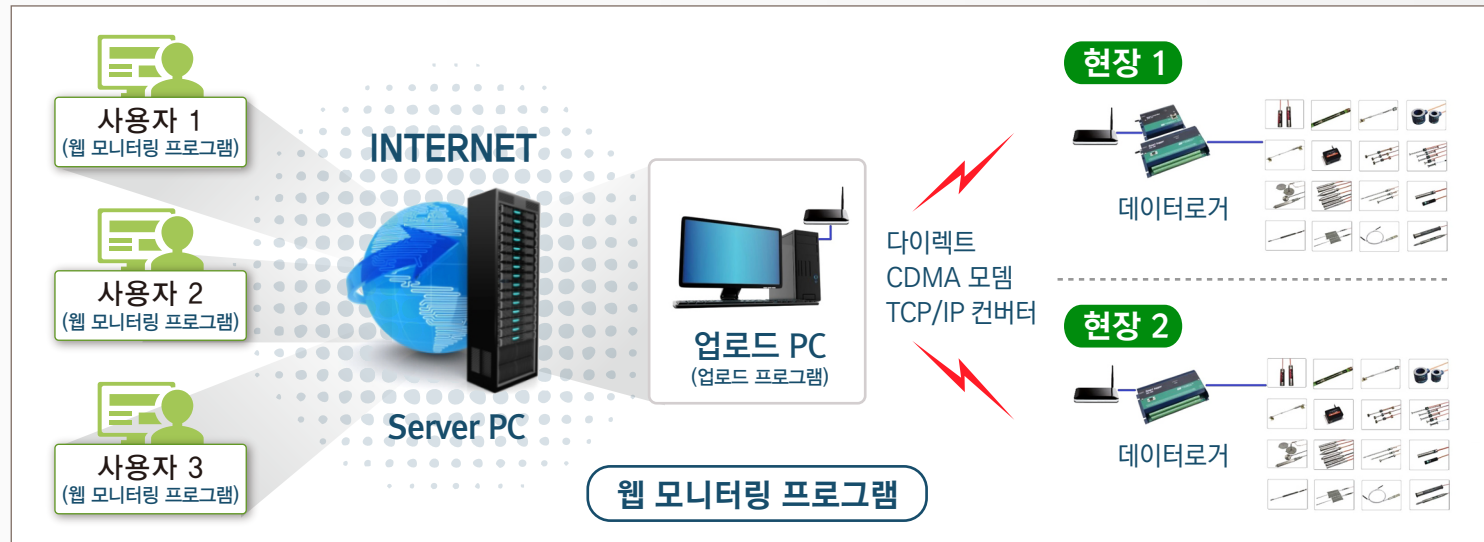 사용자 1
(웹 모니터링 프로그램)
사용자 2
(웹 모니터링 프로그램)
사용자 3
(웹 모니터링 프로그램)
INTERNET
Server PC
업로드 PC
(업로드 프로그램)
다이렉트
CDMA 모뎀
TCP/IP 컨버터
현장 1
데이터로거
현장 2
데이터로거
웹 모니터링 프로그램